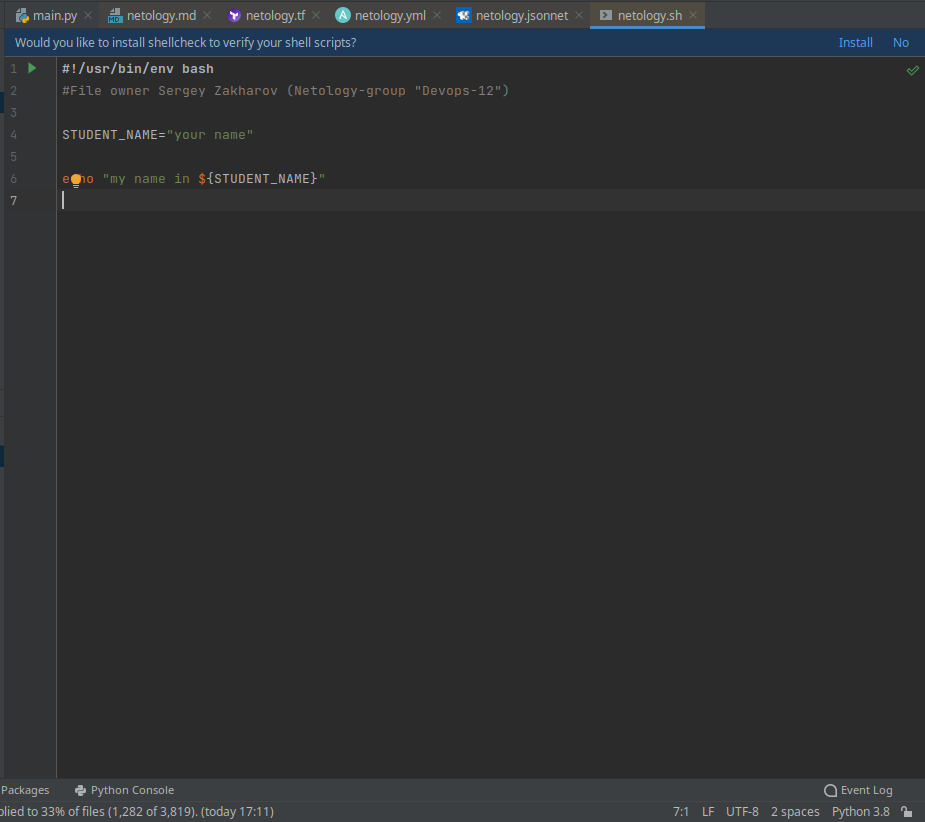 main.py netology.md netology.tf netology.yml netology.jsonnet netology.sh
Would you like to install shellcheck to verify your shell scripts? Install No
1 #!/usr/bin/env bash
2 #File owner Sergey Zakharov (Netology-group "Devops-12")
3
4 STUDENT_NAME="your name"
5
6 echo "my name in ${STUDENT_NAME}"
7
Packages Python Console Event Log
plied to 33% of files (1,282 of 3,819). (today 17:11) 7:1 LF UTF-8 2 spaces Python 3.8